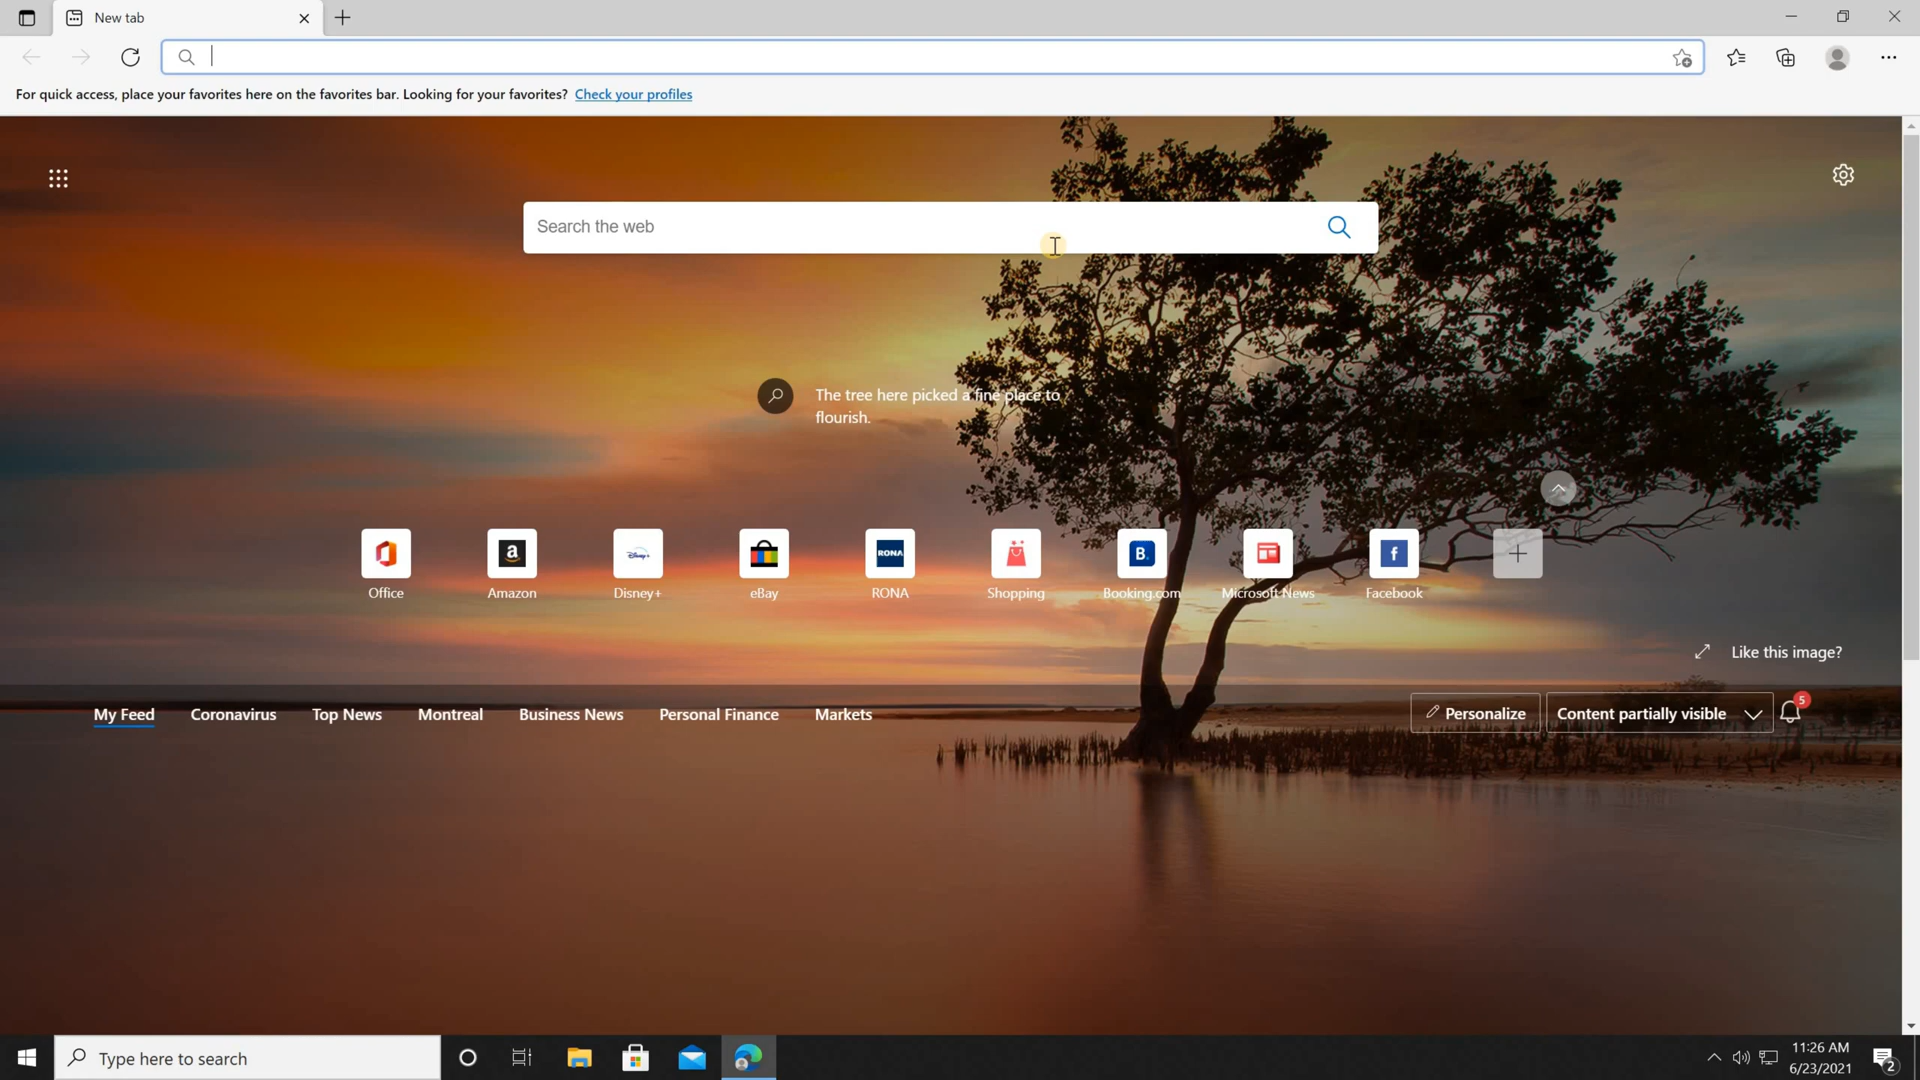 New tab
For quick access, place your favorites here on the favorites bar. Looking for your favorites? Check your profiles
Search the web
The tree here picked a fine place to
flourish.
a
Disney+
RONA
B.
f
Office
Amazon
Disney+
eBay
RONA
Shopping
Booking.com
Microsoft News
Facebook
Like this image?
My Feed
Coronavirus
Top News
Montreal
Business News
Personal Finance
Markets
Personalize
Content partially visible
5
Type here to search
11:26 AM
6/23/2021
2